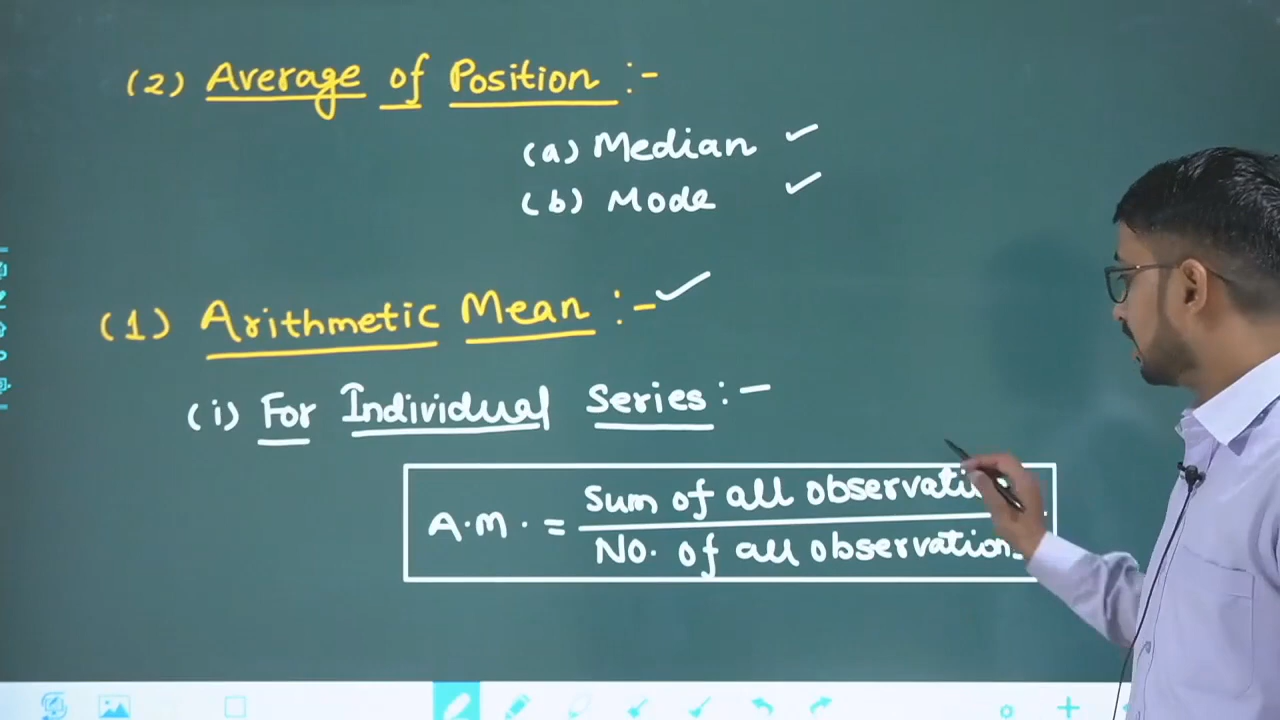 (2) Average of Position :-
(a) Median ✓
(b) Mode ✓
(1) Arithmetic Mean :- ✓
(i) For Individual Series :-
A.M. = Sum of all
No. of all observation